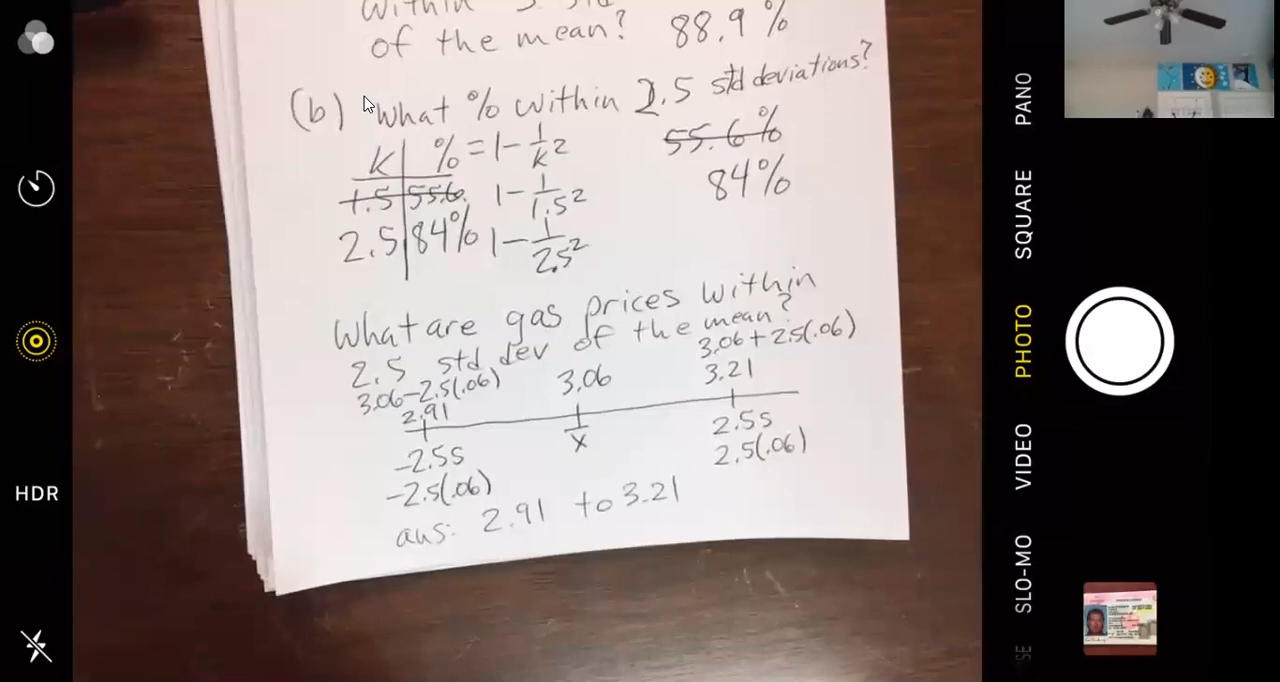 within 3 std
of the mean? 88.9%
(b) What % within 2.5 std deviations?
k % = 1 - 1/k²
55.6%
1.5 55.6 1 - 1/1.5²
84%
2.5 84% 1 - 1/2.5²
What are gas prices within
2.5 std dev of the mean?
3.06-2.5(.06) 3.06 3.06+2.5(.06)
2.91 3.21
-2.5s x 2.5s
-2.5(.06) 2.5(.06)
ans: 2.91 to 3.21
HDR
PANO
SQUARE
PHOTO
VIDEO
SLO-MO
SE